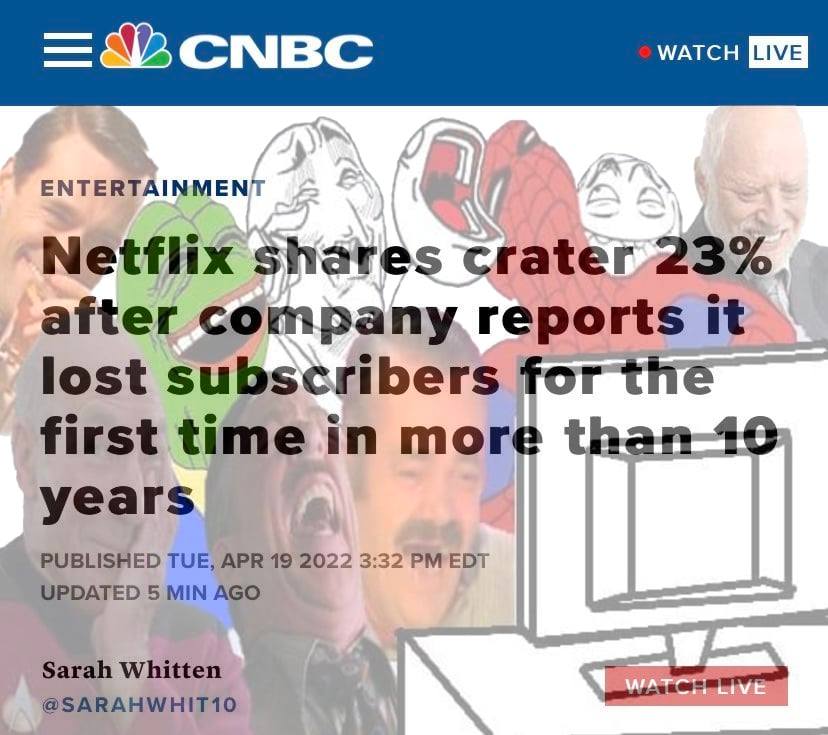 CNBC
WATCH LIVE
ENTERTAINMENT
Netflix shares crater 23%
after company reports it
lost subscribers for the
first time in more than 10
years
PUBLISHED TUE, APR 19 2022 3:32 PM EDT
UPDATED 5 MIN AGO
Sarah Whitten
@SARAHWHIT10
WATCH LIVE